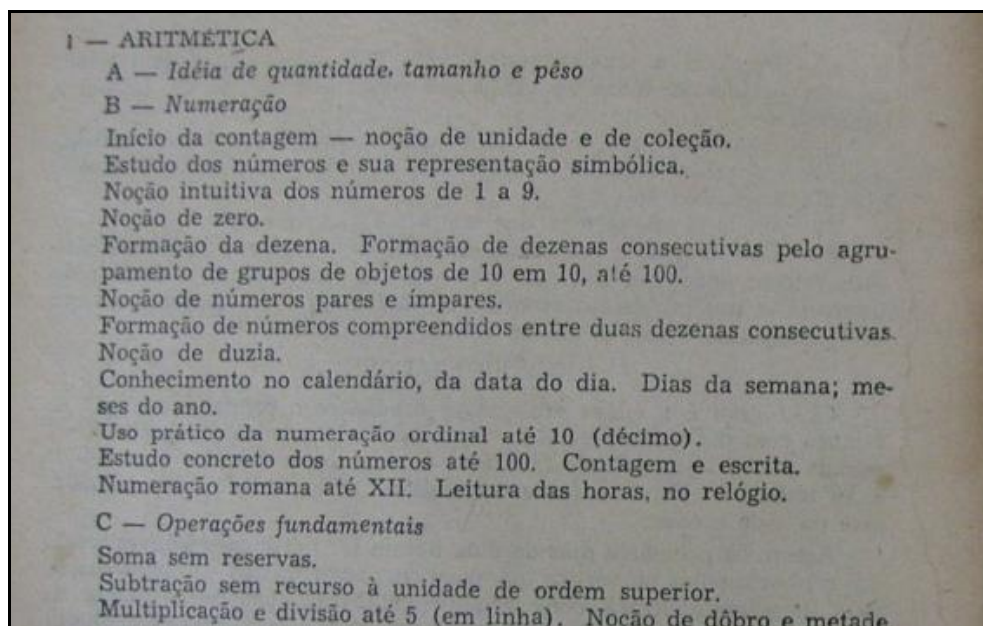 1 — ARITMÉTICA
A — Idéia de quantidade, tamanho e pêso
B — Numeração
Início da contagem — noção de unidade e de coleção.
Estudo dos números e sua representação simbólica.
Noção intuitiva dos números de 1 a 9.
Noção de zero.
Formação da dezena. Formação de dezenas consecutivas pelo agru-
pamento de grupos de objetos de 10 em 10, até 100.
Noção de números pares e ímpares.
Formação de números compreendidos entre duas dezenas consecutivas.
Noção de duzia.
Conhecimento no calendário, da data do dia. Dias da semana; me-
ses do ano.
Uso prático da numeração ordinal até 10 (décimo).
Estudo concreto dos números até 100. Contagem e escrita.
Numeração romana até XII. Leitura das horas, no relógio.
C — Operações fundamentais
Soma sem reservas.
Subtração sem recurso à unidade de ordem superior.
Multiplicação e divisão até 5 (em linha). Noção de dôbro e metade